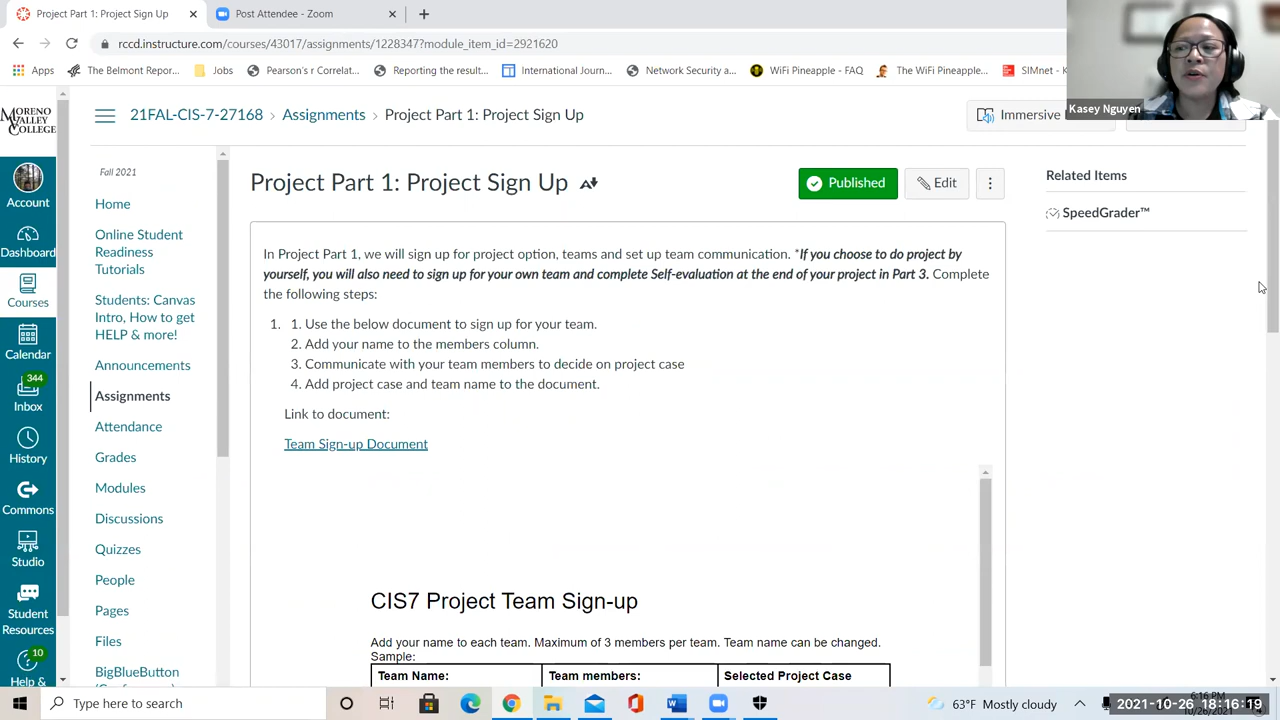 Project Part 1: Project Sign Up
Post Attendee - Zoom
rccd.instructure.com/courses/43017/assignments/1228347?module_item_id=2921620
Apps
The Belmont Repor...
Jobs
Pearson's r Correlat...
Reporting the result...
International Journ...
Network Security a...
WiFi Pineapple - FAQ
The WiFi Pineapple...
SIMnet - K
Kasey Nguyen
MORENO
VALLEY
COLLEGE
21FAL-CIS-7-27168 > Assignments > Project Part 1: Project Sign Up
Immersive
Account
Dashboard
Courses
Calendar
344
Inbox
History
Commons
Studio
Student
Resources
10
Help &
Fall 2021
Home
Online Student
Readiness
Tutorials
Students: Canvas
Intro, How to get
HELP & more!
Announcements
Assignments
Attendance
Grades
Modules
Discussions
Quizzes
People
Pages
Files
BigBlueButton
Project Part 1: Project Sign Up
Published
Edit
Related Items
SpeedGrader™
In Project Part 1, we will sign up for project option, teams and set up team communication. *If you choose to do project by
yourself, you will also need to sign up for your own team and complete Self-evaluation at the end of your project in Part 3. Complete
the following steps:
1. 1. Use the below document to sign up for your team.
2. Add your name to the members column.
3. Communicate with your team members to decide on project case
4. Add project case and team name to the document.
Link to document:
Team Sign-up Document
CIS7 Project Team Sign-up
Add your name to each team. Maximum of 3 members per team. Team name can be changed.
Sample:
Team Name:
Team members:
Selected Project Case
Type here to search
63°F Mostly cloudy
6:16 PM
10/26/2021
2021-10-26 18:16:19